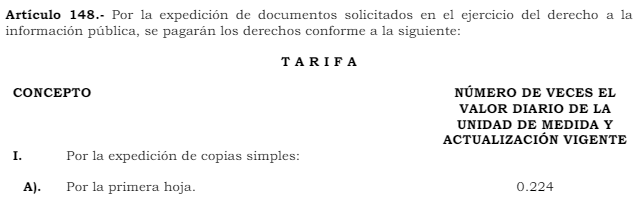 Artículo 148.- Por la expedición de documentos solicitados en el ejercicio del derecho a la
información pública, se pagarán los derechos conforme a la siguiente:
T A R I F A
CONCEPTO
NÚMERO DE VECES EL
VALOR DIARIO DE LA
UNIDAD DE MEDIDA Y
ACTUALIZACIÓN VIGENTE
I. Por la expedición de copias simples:
A). Por la primera hoja. 0.224